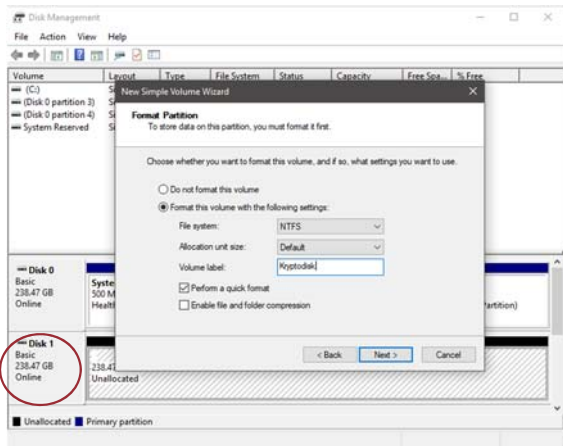 Disk Management
File Action View Help
Volume Layout Type File System Status Capacity Free Spa... % Free
(C:)
(Disk 0 partition 3)
(Disk 0 partition 4)
System Reserved
New Simple Volume Wizard
Format Partition
To store data on this partition, you must format it first.
Choose whether you want to format this volume, and if so, what settings you want to use.
Do not format this volume
Format this volume with the following settings:
File system: NTFS
Allocation unit size: Default
Volume label: Kryptodisk
Perform a quick format
Enable file and folder compression
< Back Next > Cancel
Disk 0
Basic
238.47 GB
Online
Syste
500 M
Healt
artition)
Disk 1
Basic
238.47 GB
Online
238.47
Unallocated
Unallocated Primary partition